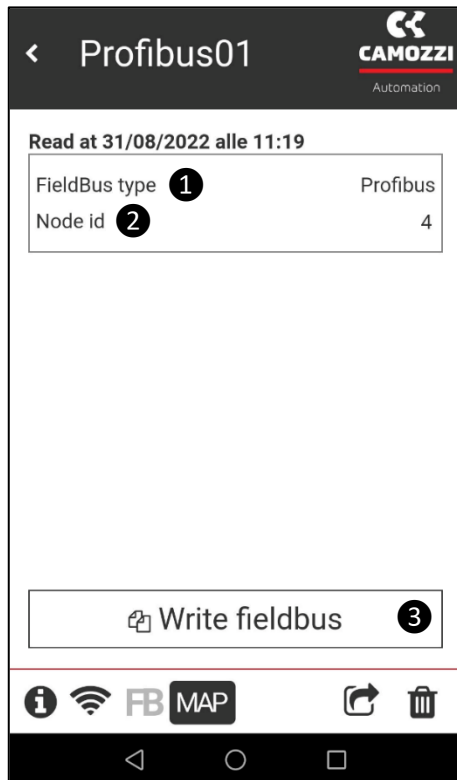 Profibus01
CAMOZZI
Automation
Read at 31/08/2022 alle 11:19
FieldBus type 1 Profibus
Node id 2 4
Write fieldbus 3
i FB MAP